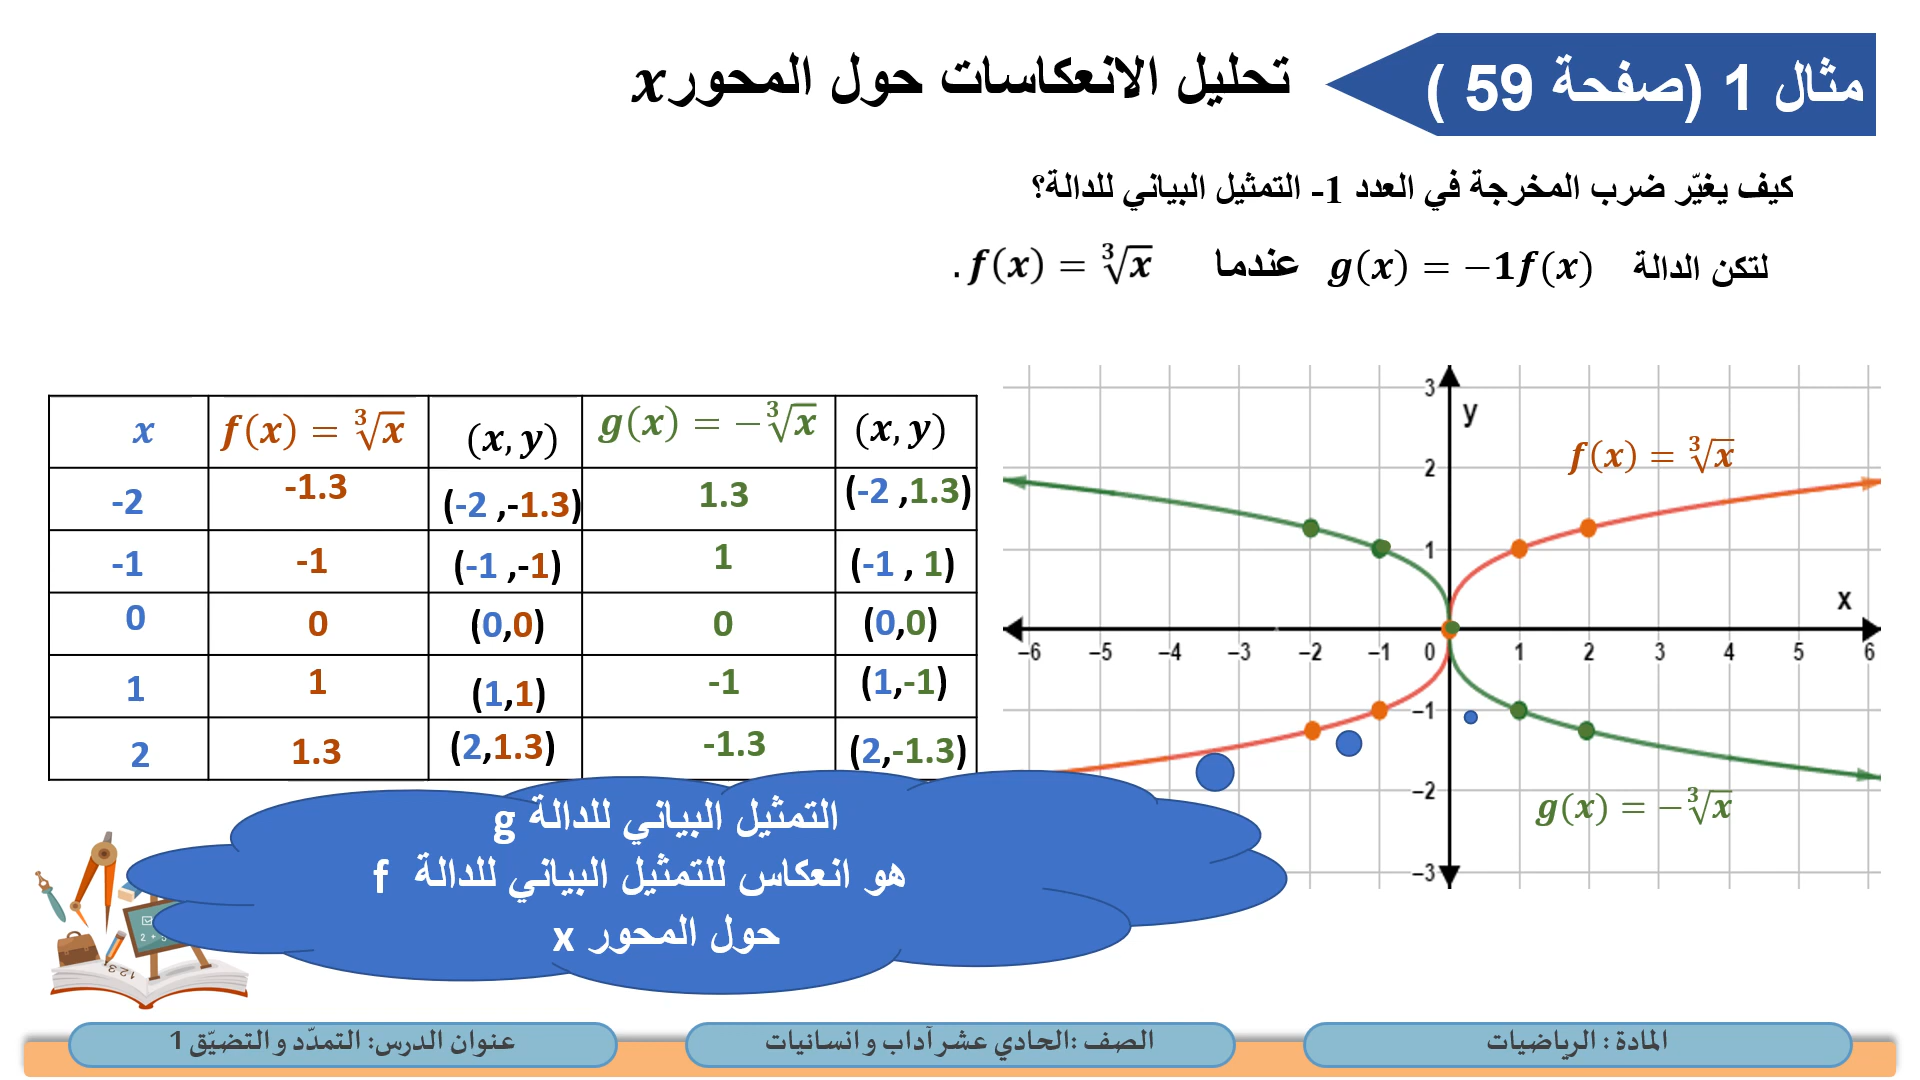 مثال 1 (صفحة 59 )
تحليل الانعكاسات حول المحور x
كيف يغيّر ضرب المخرجة في العدد 1- التمثيل البياني للدالة؟
لتكن الدالة g(x) = −1f(x) عندما f(x) = ∛x .
x f(x) = ∛x (x, y) g(x) = −∛x (x, y)
-2 -1.3 (-2 ,-1.3) 1.3 (-2 ,1.3)
-1 -1 (-1 ,-1) 1 (-1 , 1)
0 0 (0,0) 0 (0,0)
1 1 (1,1) -1 (1,-1)
2 1.3 (2,1.3) -1.3 (2,-1.3)
3
y
f(x) = ∛x
2
1
x
−6 −5 −4 −3 −2 −1 0 1 2 3 4 5 6
−1
−2
g(x) = −∛x
−3
التمثيل البياني للدالة g
هو انعكاس للتمثيل البياني للدالة f
حول المحور x
المادة : الرياضيات
الصف :الحادي عشر آداب و انسانيات
عنوان الدرس: التمدّد و التضيّق 1